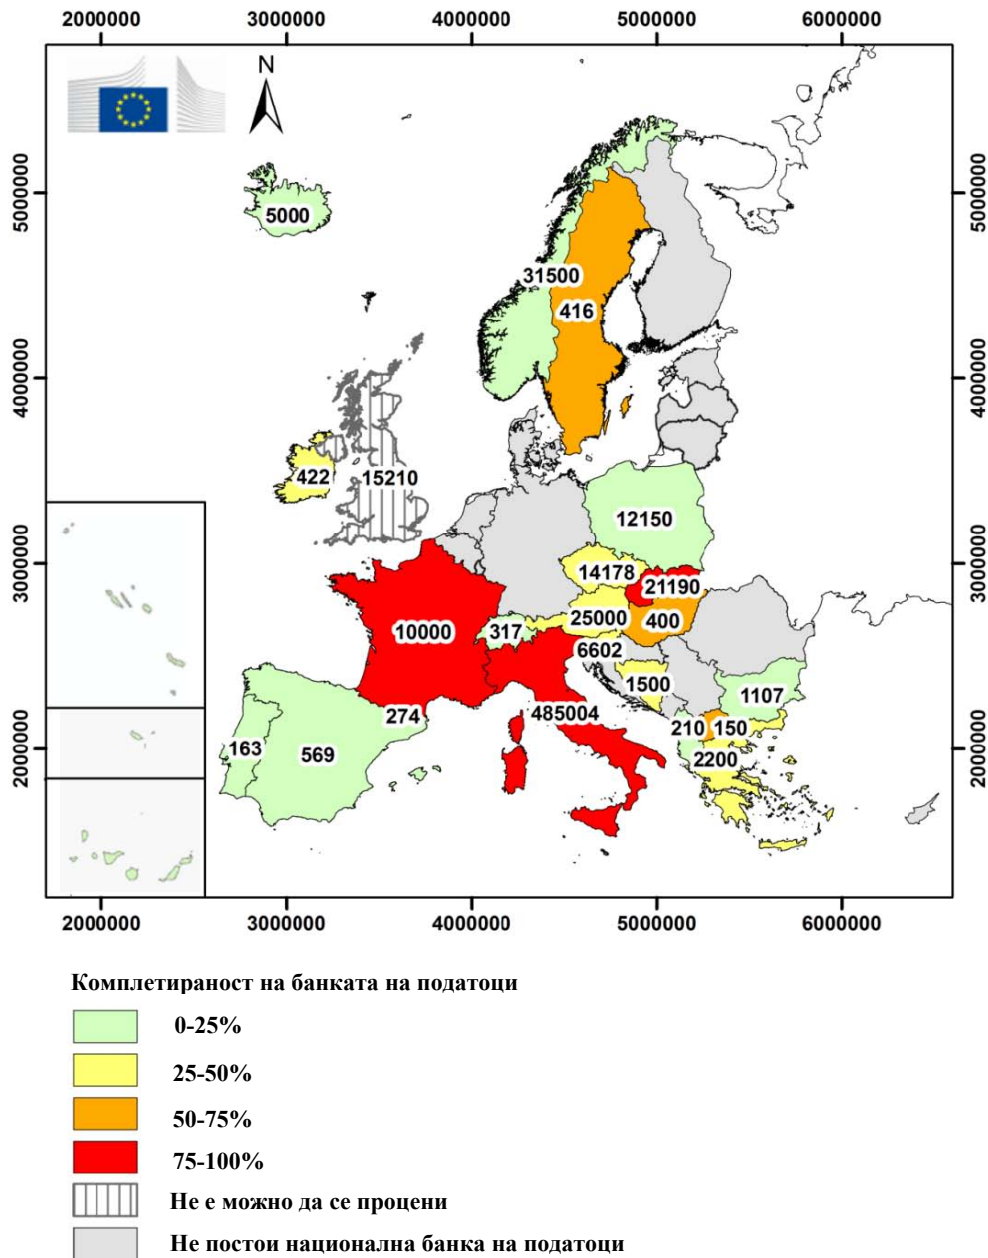 2000000 3000000 4000000 5000000 6000000
N
5000000 5000000
4000000 4000000
3000000 3000000
2000000 2000000
5000
31500
416
422 15210
12150
14178
21190
25000 400
10000 317
6602
1500
1107
274 485004 210 150
163 569 2200
2000000 3000000 4000000 5000000 6000000
Комплетираност на банката на податоци
0-25%
25-50%
50-75%
75-100%
Не е можно да се процени
Не постои национална банка на податоци